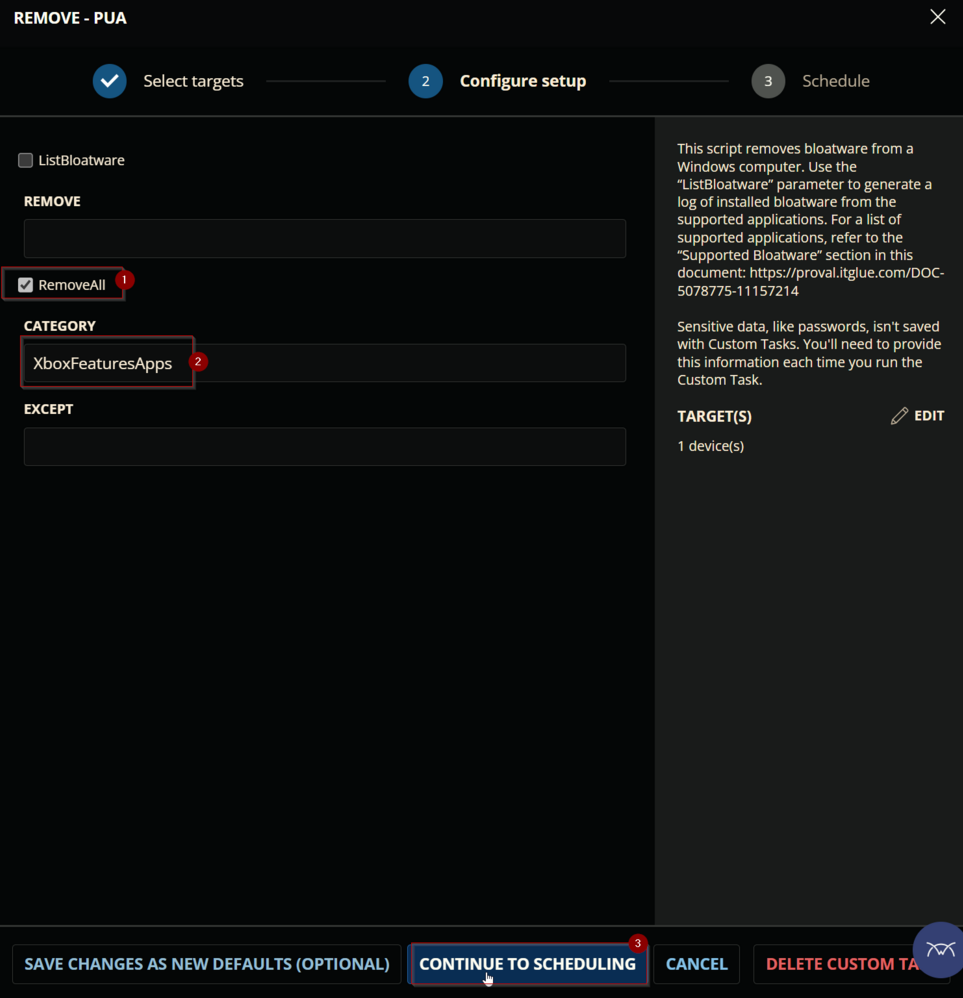 REMOVE - PUA
Select targets
2
Configure setup
3
Schedule
ListBloatware
REMOVE
RemoveAll
1
CATEGORY
XboxFeaturesApps
2
EXCEPT
This script removes bloatware from a
Windows computer. Use the
“ListBloatware” parameter to generate a
log of installed bloatware from the
supported applications. For a list of
supported applications, refer to the
“Supported Bloatware” section in this
document: https://proval.itglue.com/DOC-
5078775-11157214
Sensitive data, like passwords, isn't saved
with Custom Tasks. You'll need to provide
this information each time you run the
Custom Task.
TARGET(S)
EDIT
1 device(s)
SAVE CHANGES AS NEW DEFAULTS (OPTIONAL)
CONTINUE TO SCHEDULING
3
CANCEL
DELETE CUSTOM TA